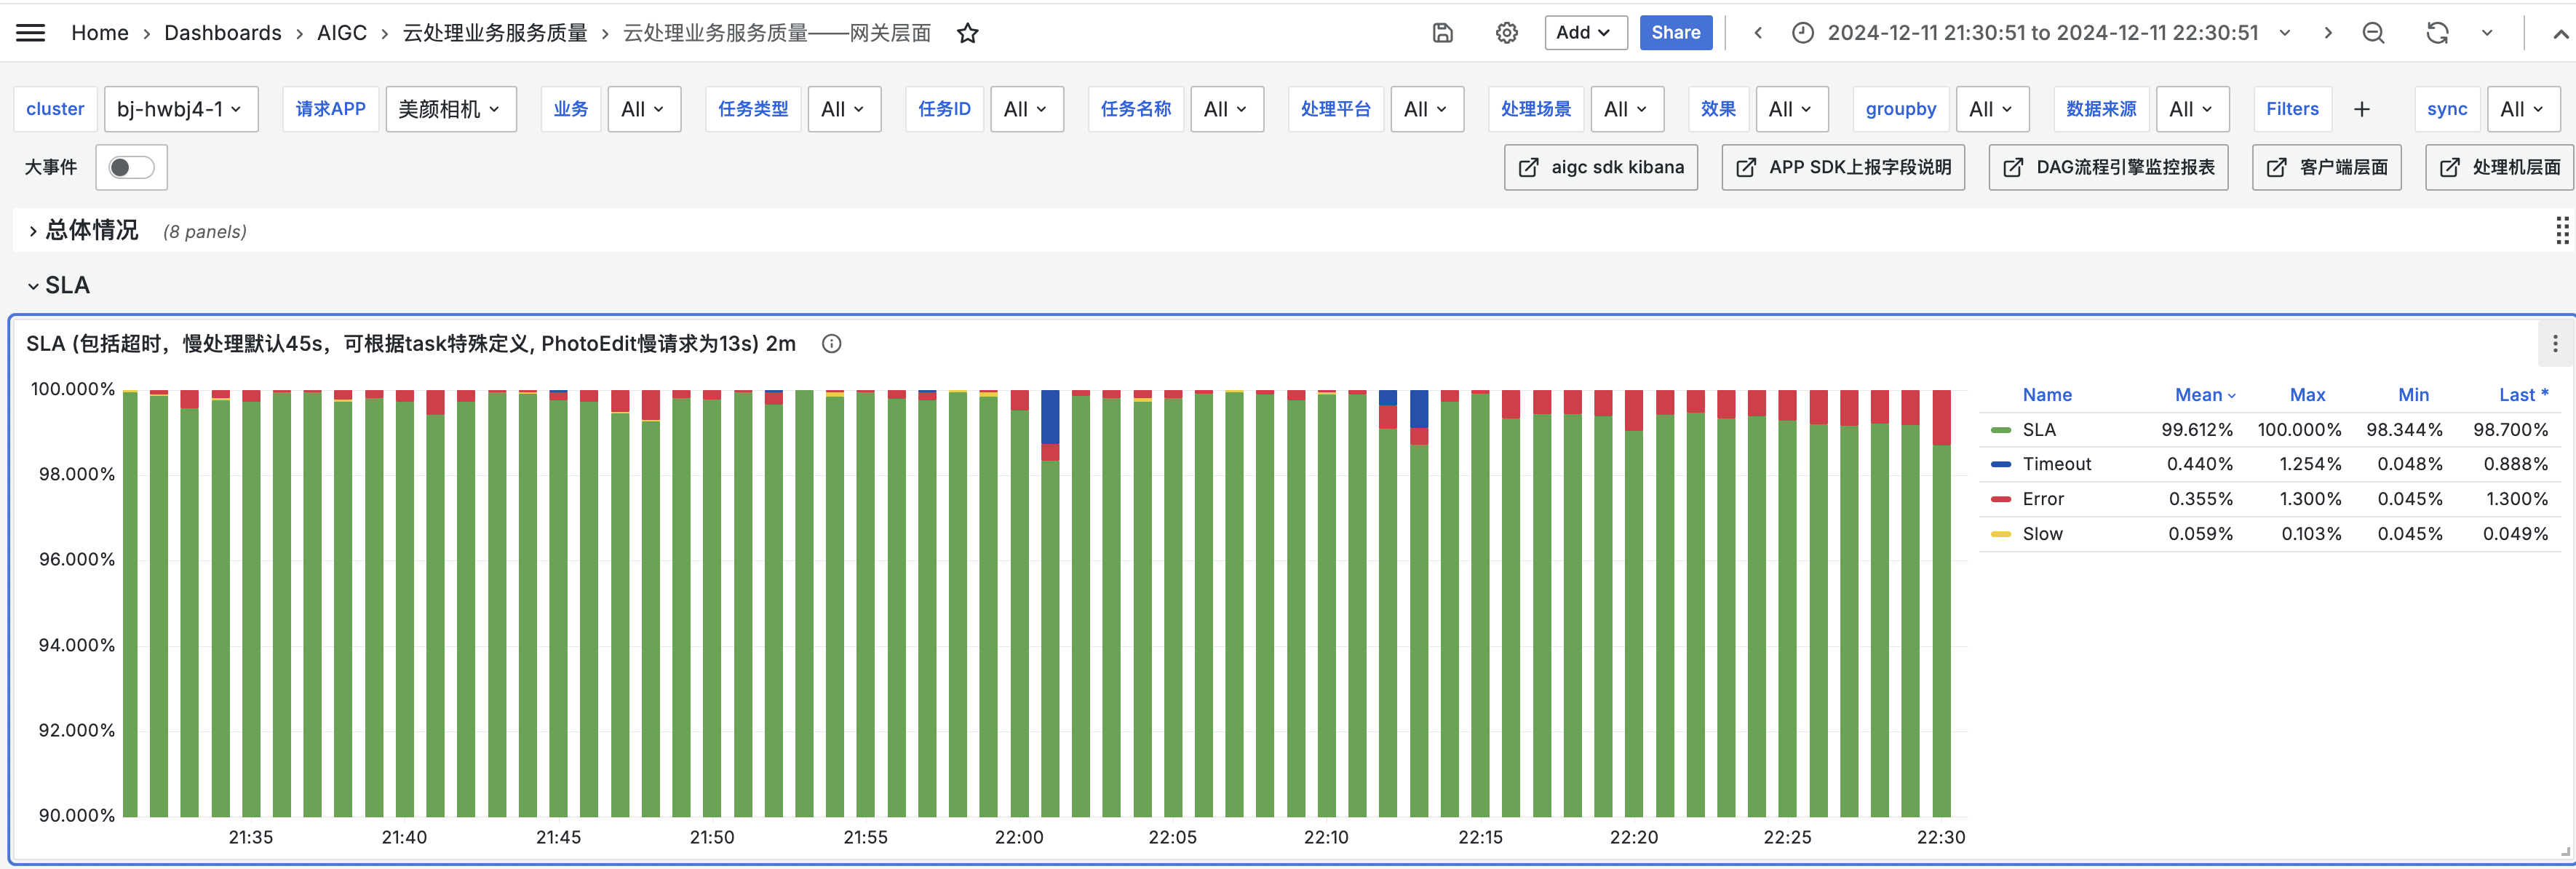 Home › Dashboards › AIGC › 云处理业务服务质量 › 云处理业务服务质量——网关层面 Add Share 2024-12-11 21:30:51 to 2024-12-11 22:30:51
cluster bj-hwbj4-1 请求APP 美颜相机 业务 All 任务类型 All 任务ID All 任务名称 All 处理平台 All 处理场景 All 效果 All groupby All 数据来源 All Filters + sync All
大事件 aigc sdk kibana APP SDK上报字段说明 DAG流程引擎监控报表 客户端层面 处理机层面
总体情况 (8 panels)
SLA
SLA (包括超时，慢处理默认45s，可根据task特殊定义, PhotoEdit慢请求为13s) 2m
100.000%
98.000%
96.000%
94.000%
92.000%
90.000%
21:35 21:40 21:45 21:50 21:55 22:00 22:05 22:10 22:15 22:20 22:25 22:30
Name Mean Max Min Last *
SLA 99.612% 100.000% 98.344% 98.700%
Timeout 0.440% 1.254% 0.048% 0.888%
Error 0.355% 1.300% 0.045% 1.300%
Slow 0.059% 0.103% 0.045% 0.049%